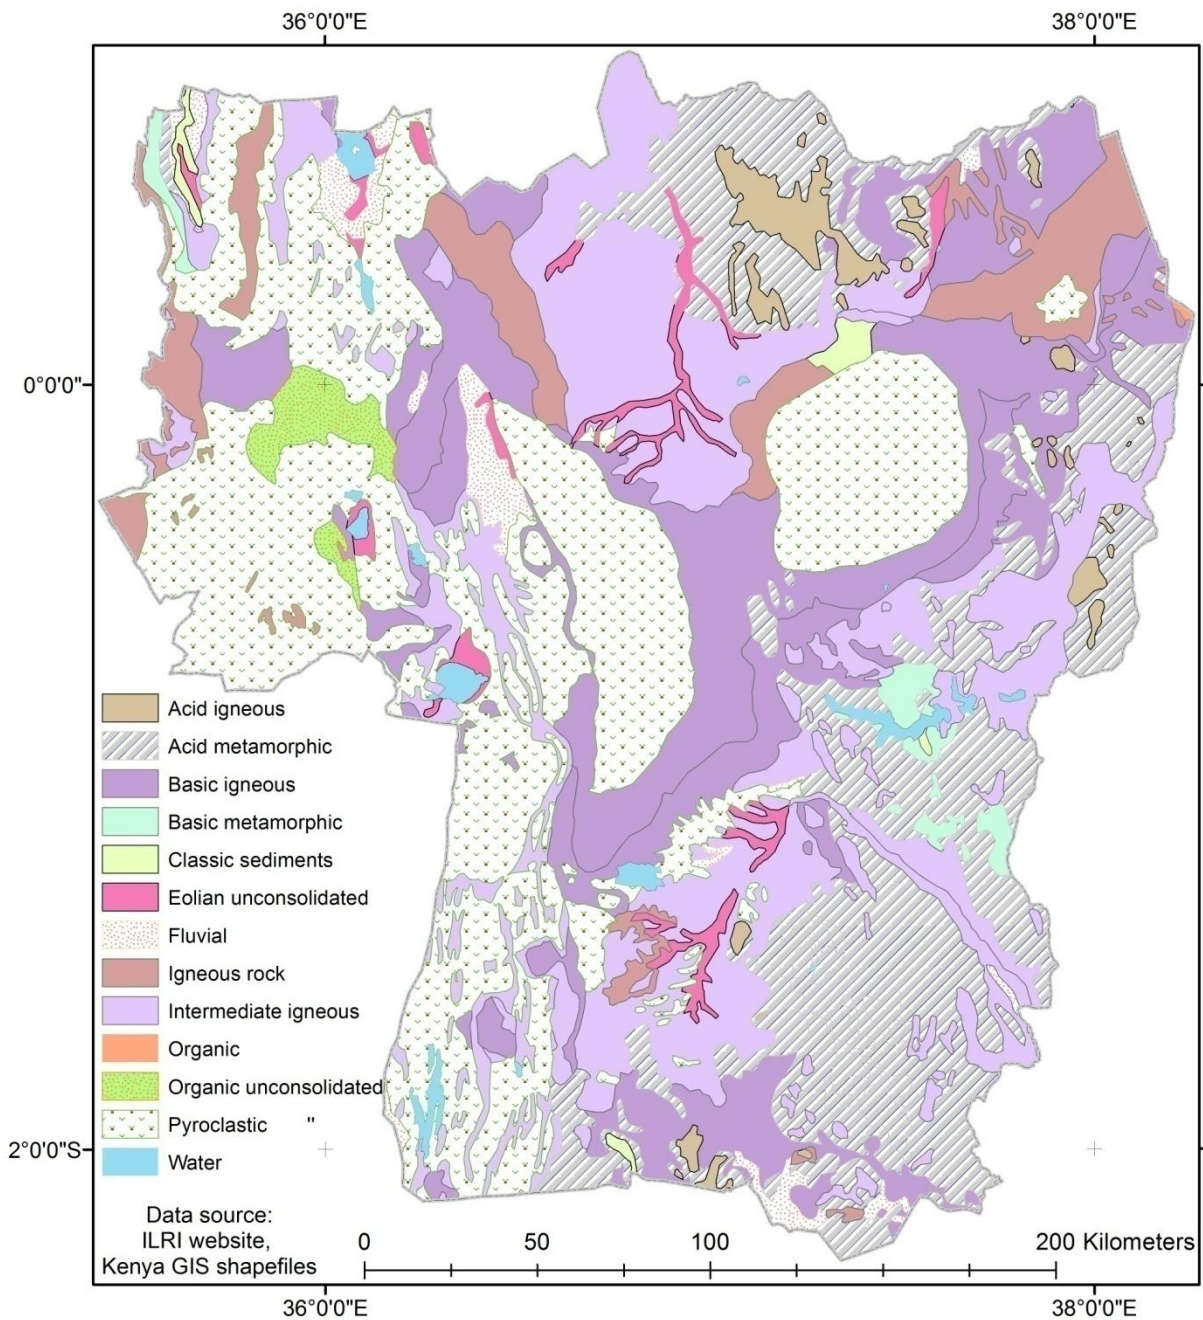 36°0'0"E
38°0'0"E
0°0'0"
Acid igneous
Acid metamorphic
Basic igneous
Basic metamorphic
Classic sediments
Eolian unconsolidated
Fluvial
Igneous rock
Intermediate igneous
Organic
Organic unconsolidated
Pyroclastic "
2°0'0"S
Water
Data source:
ILRI website,
Kenya GIS shapefiles
0 50 100 200 Kilometers
36°0'0"E
38°0'0"E